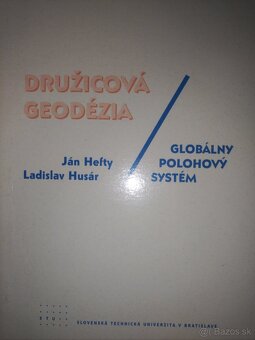 DRUŽICOVÁ
GEODÉZIA
Ján Hefty
Ladislav Husár
GLOBÁLNY
POLOHOVÝ
SYSTÉM
STU
SLOVENSKÁ TECHNICKÁ UNIVERZITA V BRATISLAVE
bazos.sk